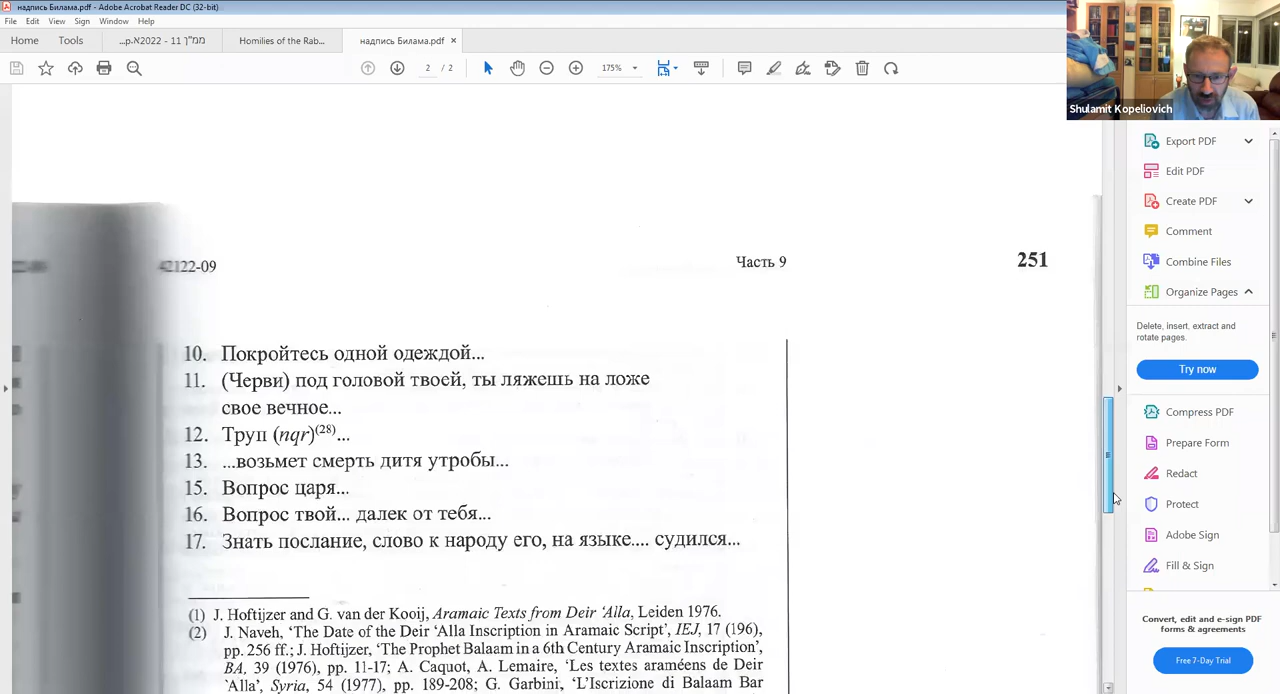 надпись Билама.pdf - Adobe Acrobat Reader DC (32-bit)
File Edit View Sign Window Help
Home Tools ...מ"ן 11 - 2022א.p Homilies of the Rab... надпись Билама.pdf ×
2 / 2 175%
Shulamit Kopeliovich
Export PDF
Edit PDF
Create PDF
Comment
Combine Files
Organize Pages
Delete, insert, extract and
rotate pages.
Try now
Compress PDF
Prepare Form
Redact
Protect
Adobe Sign
Fill & Sign
Convert, edit and e-sign PDF
forms & agreements
Free 7-Day Trial
42122-09 Часть 9 251
10. Покройтесь одной одеждой...
11. (Черви) под головой твоей, ты ляжешь на ложе
свое вечное...
12. Труп (nqr)(28)...
13. ...возьмет смерть дитя утробы...
15. Вопрос царя...
16. Вопрос твой... далек от тебя...
17. Знать послание, слово к народу его, на языке.... судился...
(1) J. Hoftijzer and G. van der Kooij, Aramaic Texts from Deir 'Alla, Leiden 1976.
(2) J. Naveh, 'The Date of the Deir 'Alla Inscription in Aramaic Script', IEJ, 17 (196),
pp. 256 ff.; J. Hoftijzer, 'The Prophet Balaam in a 6th Century Aramaic Inscription',
BA, 39 (1976), pp. 11-17; A. Caquot, A. Lemaire, 'Les textes araméens de Deir
'Alla', Syria, 54 (1977), pp. 189-208; G. Garbini, 'L'Iscrizione di Balaam Bar